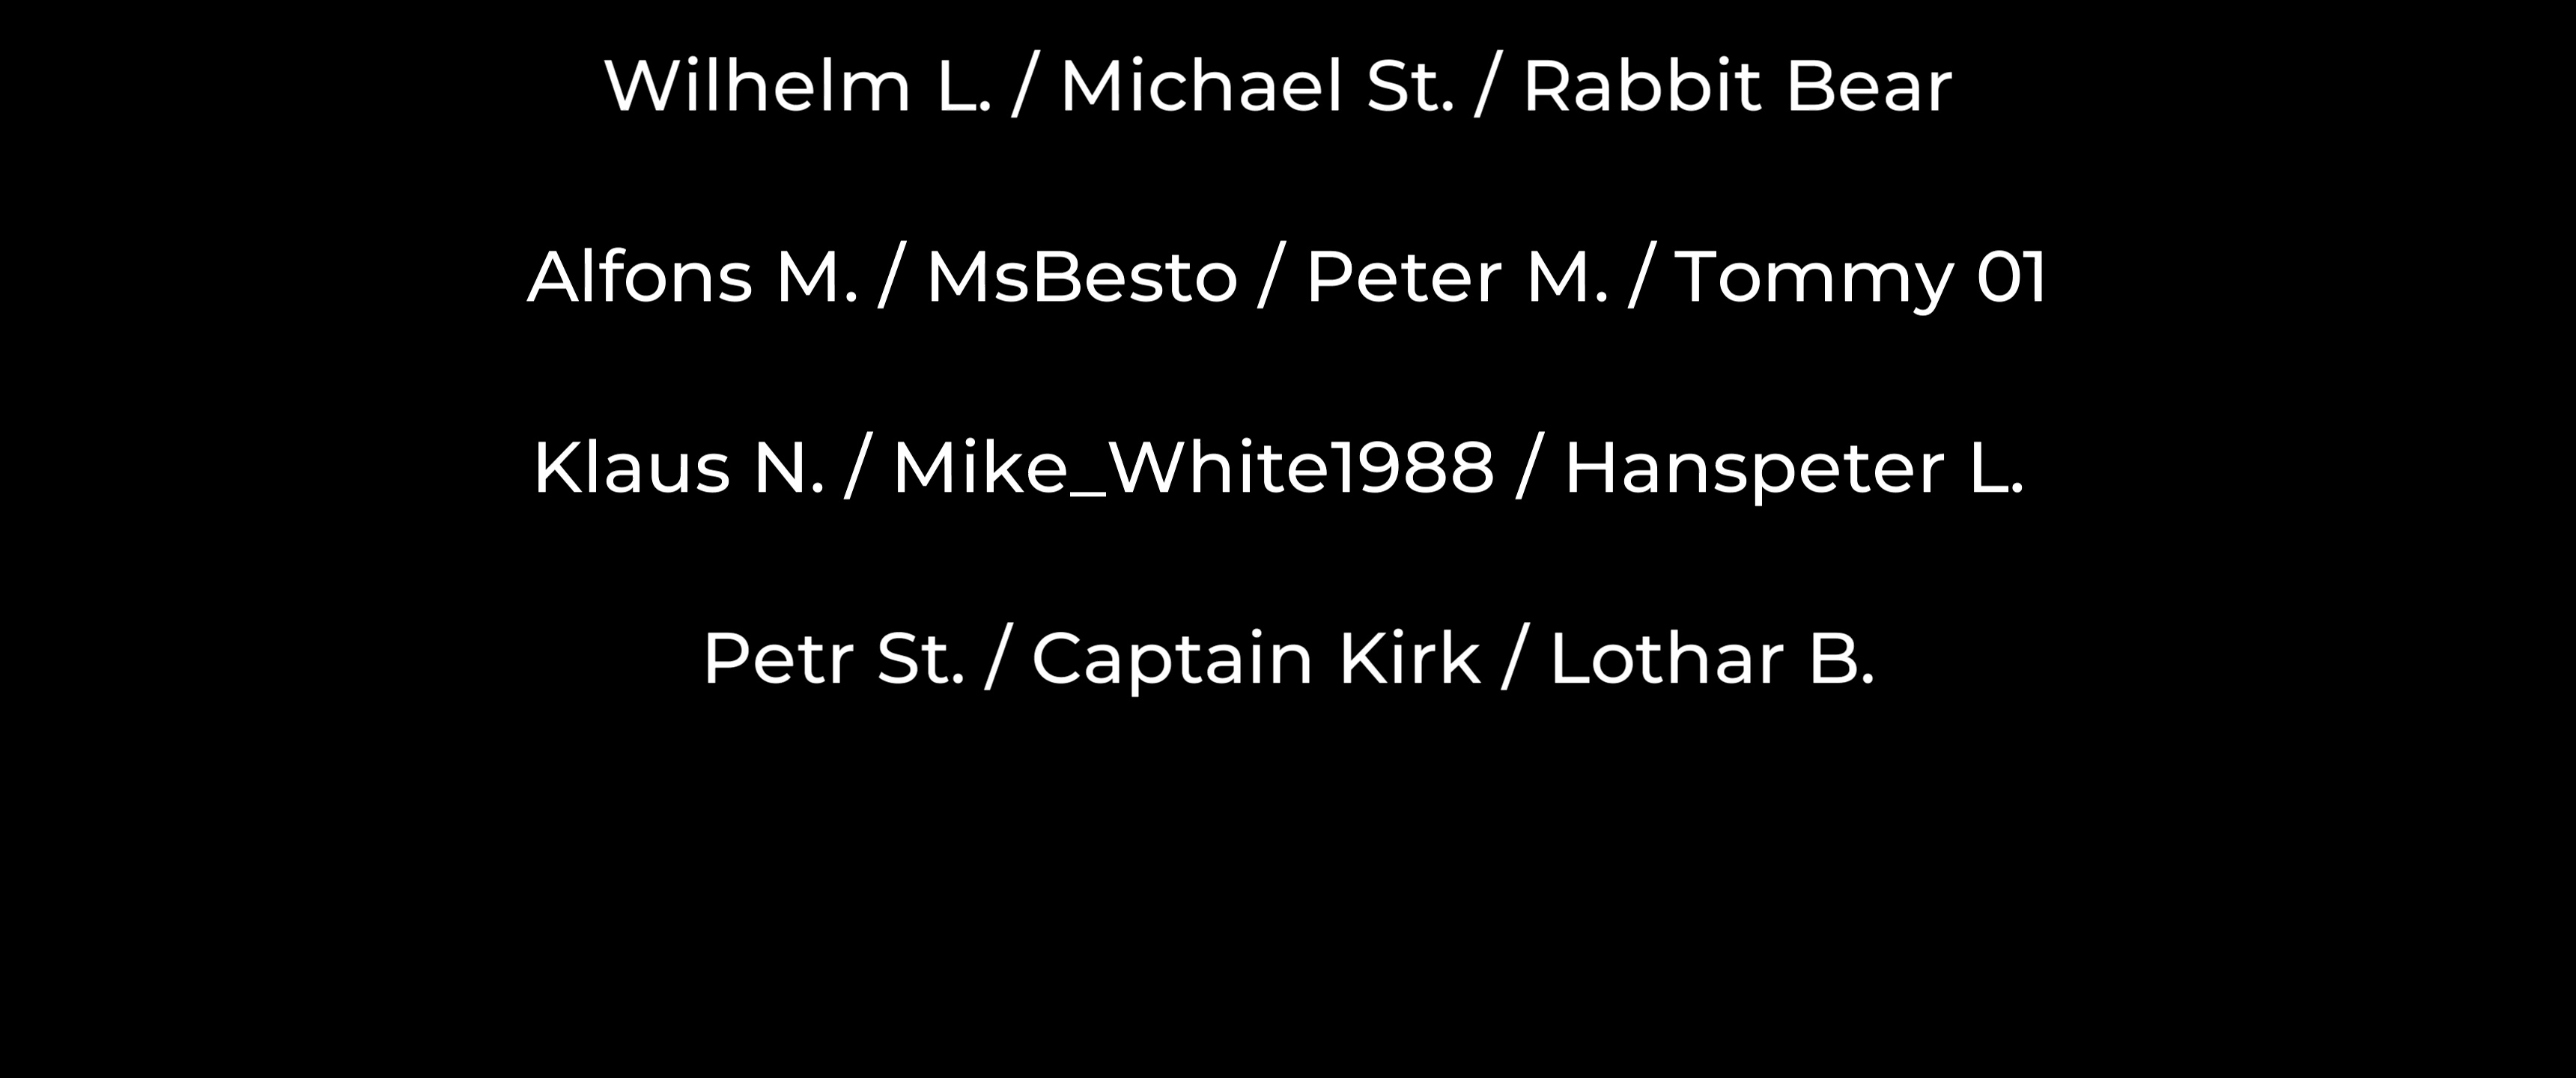 Wilhelm L. / Michael St. / Rabbit Bear
Alfons M. / MsBesto / Peter M. / Tommy 01
Klaus N. / Mike_White1988 / Hanspeter L.
Petr St. / Captain Kirk / Lothar B.